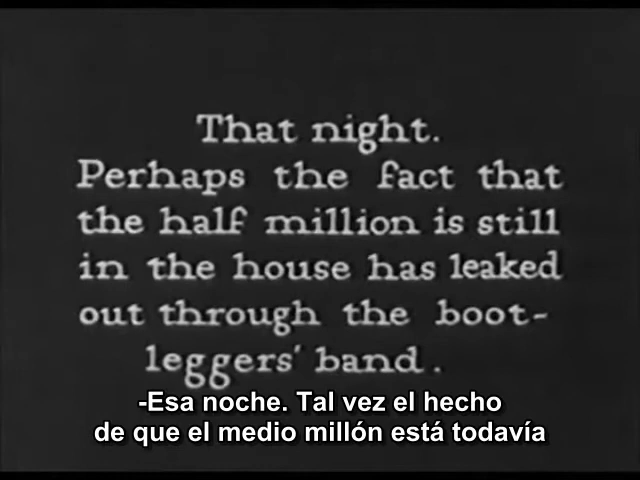 That night.
Perhaps the fact that
the half million is still
in the house has leaked
out through the boot-
leggers' band.
-Esa noche. Tal vez el hecho
de que el medio millón está todavía